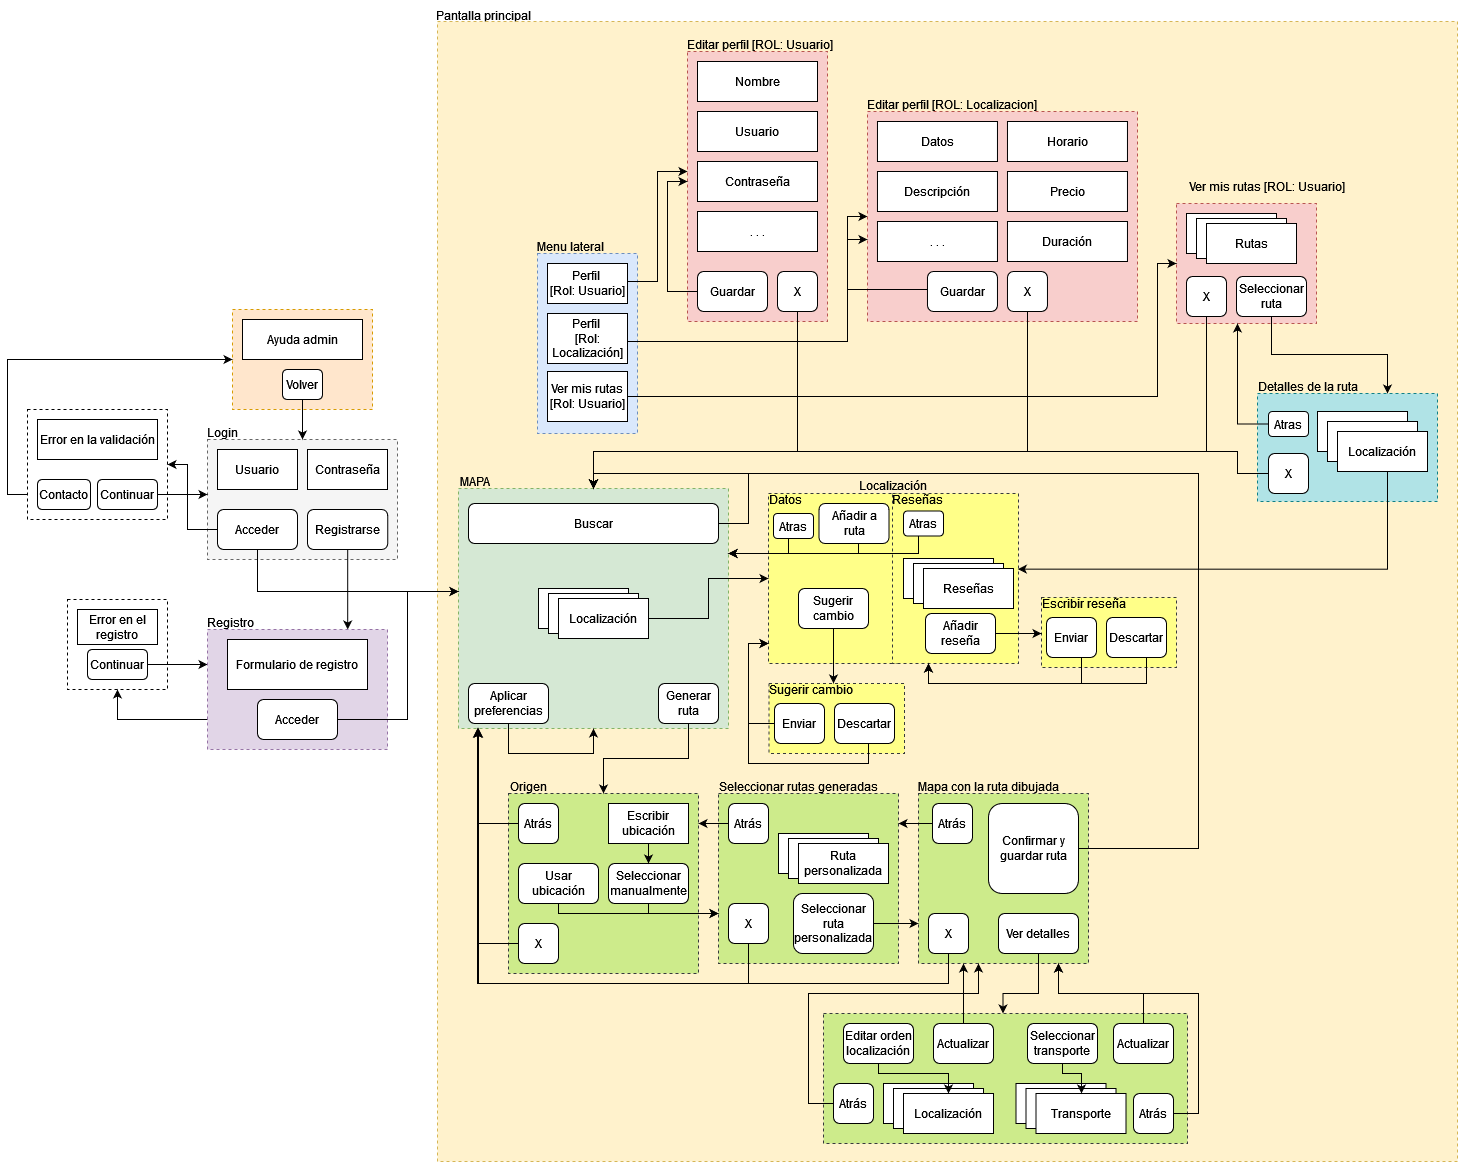 Pantalla principal
Editar perfil [ROL: Usuario]
Nombre
Usuario
Contraseña
. . .
Guardar
X
Editar perfil [ROL: Localizacion]
Datos
Horario
Descripción
Precio
. . .
Duración
Guardar
X
Ver mis rutas [ROL: Usuario]
Rutas
X
Seleccionar
ruta
Menu lateral
Perfil
[Rol: Usuario]
Perfil
[Rol:
Localización]
Ver mis rutas
[Rol: Usuario]
Ayuda admin
Volver
Error en la validación
Contacto
Continuar
Login
Usuario
Contraseña
Acceder
Registrarse
Error en el
registro
Continuar
Registro
Formulario de registro
Acceder
Detalles de la ruta
Atras
Localización
X
MAPA
Buscar
Localización
Aplicar
preferencias
Generar
ruta
Localización
Datos
Reseñas
Atras
Añadir a
ruta
Atras
Reseñas
Sugerir
cambio
Añadir
reseña
Escribir reseña
Enviar
Descartar
Sugerir cambio
Enviar
Descartar
Origen
Atrás
Escribir
ubicación
Usar
ubicación
Seleccionar
manualmente
X
Seleccionar rutas generadas
Atrás
Ruta
personalizada
X
Seleccionar
ruta
personalizada
Mapa con la ruta dibujada
Atrás
Confirmar y
guardar ruta
X
Ver detalles
Editar orden
localización
Actualizar
Seleccionar
transporte
Actualizar
Atrás
Localización
Transporte
Atrás